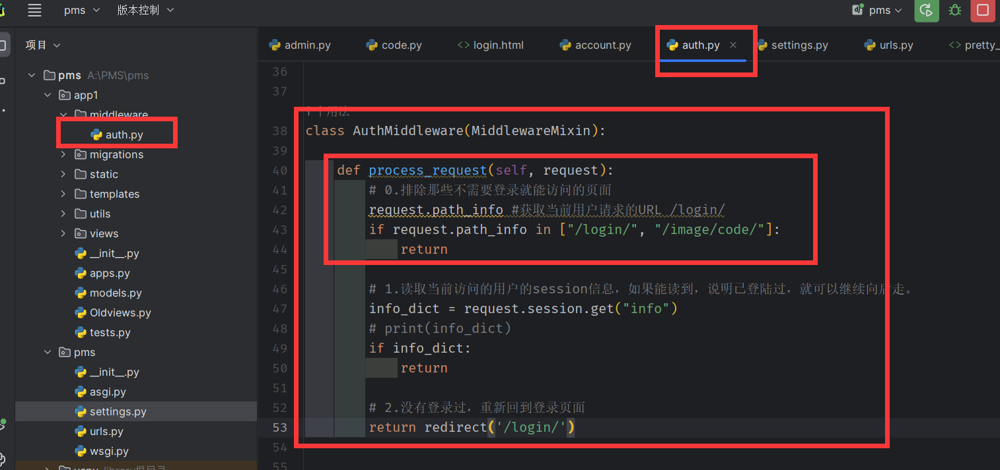 pms
版本控制
pms
项目
admin.py
code.py
<> login.html
account.py
auth.py
settings.py
urls.py
<> pretty_
pms A:\PMS\pms
app1
middleware
auth.py
migrations
static
templates
utils
views
__init__.py
apps.py
models.py
Oldviews.py
tests.py
pms
__init__.py
asgi.py
settings.py
urls.py
wsgi.py
36
37
38 class AuthMiddleware(MiddlewareMixin):
39
40 def process_request(self, request):
41 # 0.排除那些不需要登录就能访问的页面
42 request.path_info #获取当前用户请求的URL /login/
43 if request.path_info in ["/login/", "/image/code/"]:
44 return
45
46 # 1.读取当前访问的用户的session信息，如果能读到，说明已登陆过，就可以继续向后走。
47 info_dict = request.session.get("info")
48 # print(info_dict)
49 if info_dict:
50 return
51
52 # 2.没有登录过，重新回到登录页面
53 return redirect('/login/')
54
55